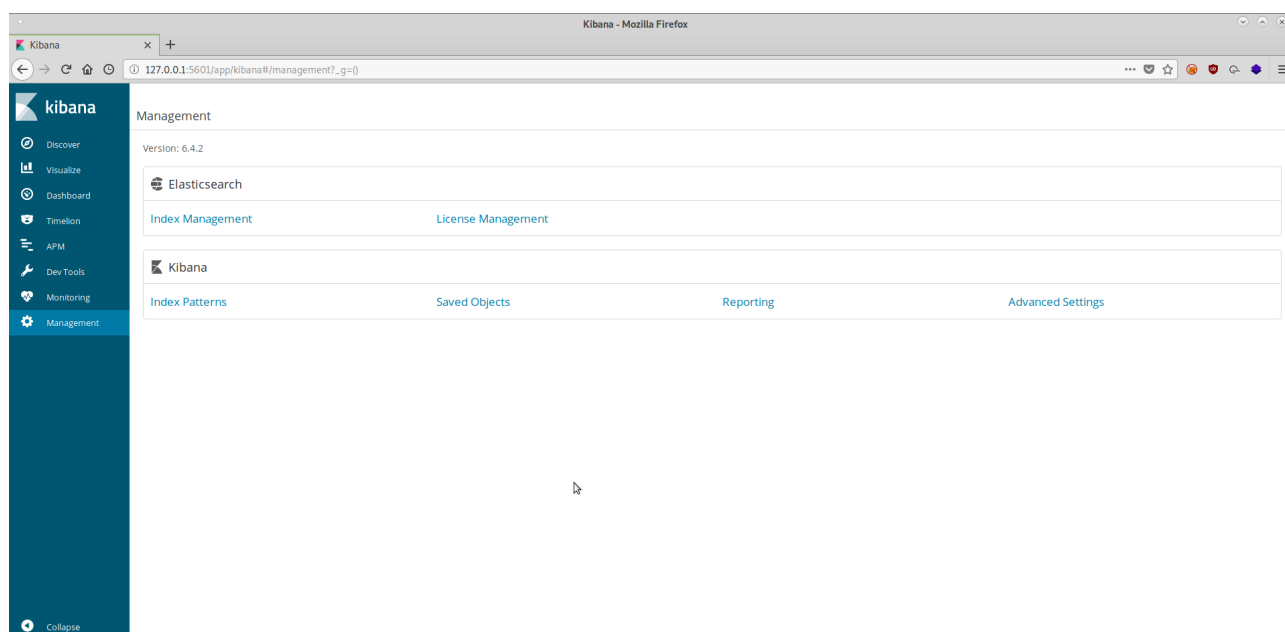 Kibana - Mozilla Firefox
Kibana
127.0.0.1:5601/app/kibana#/management?_g=()
kibana
Discover
Visualize
Dashboard
Timelion
APM
Dev Tools
Monitoring
Management
Collapse
Management
Version: 6.4.2
Elasticsearch
Index Management License Management
Kibana
Index Patterns Saved Objects Reporting Advanced Settings